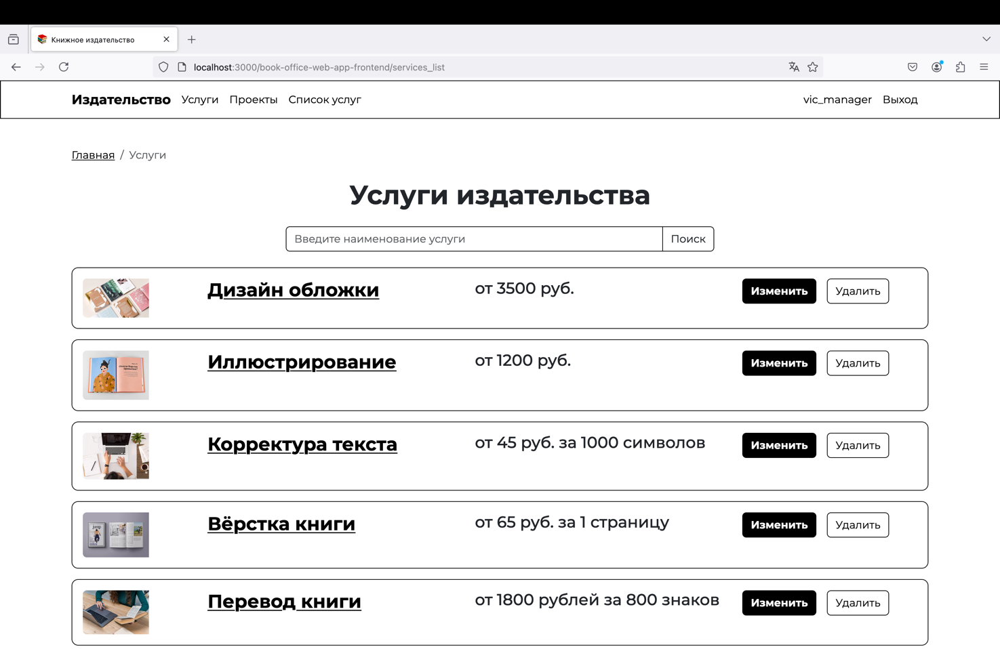 Книжное издательство
localhost:3000/book-office-web-app-frontend/services_list
Издательство Услуги Проекты Список услуг vic_manager Выход
Главная / Услуги
Услуги издательства
Введите наименование услуги Поиск
Дизайн обложки от 3500 руб. Изменить Удалить
Иллюстрирование от 1200 руб. Изменить Удалить
Корректура текста от 45 руб. за 1000 символов Изменить Удалить
Вёрстка книги от 65 руб. за 1 страницу Изменить Удалить
Перевод книги от 1800 рублей за 800 знаков Изменить Удалить